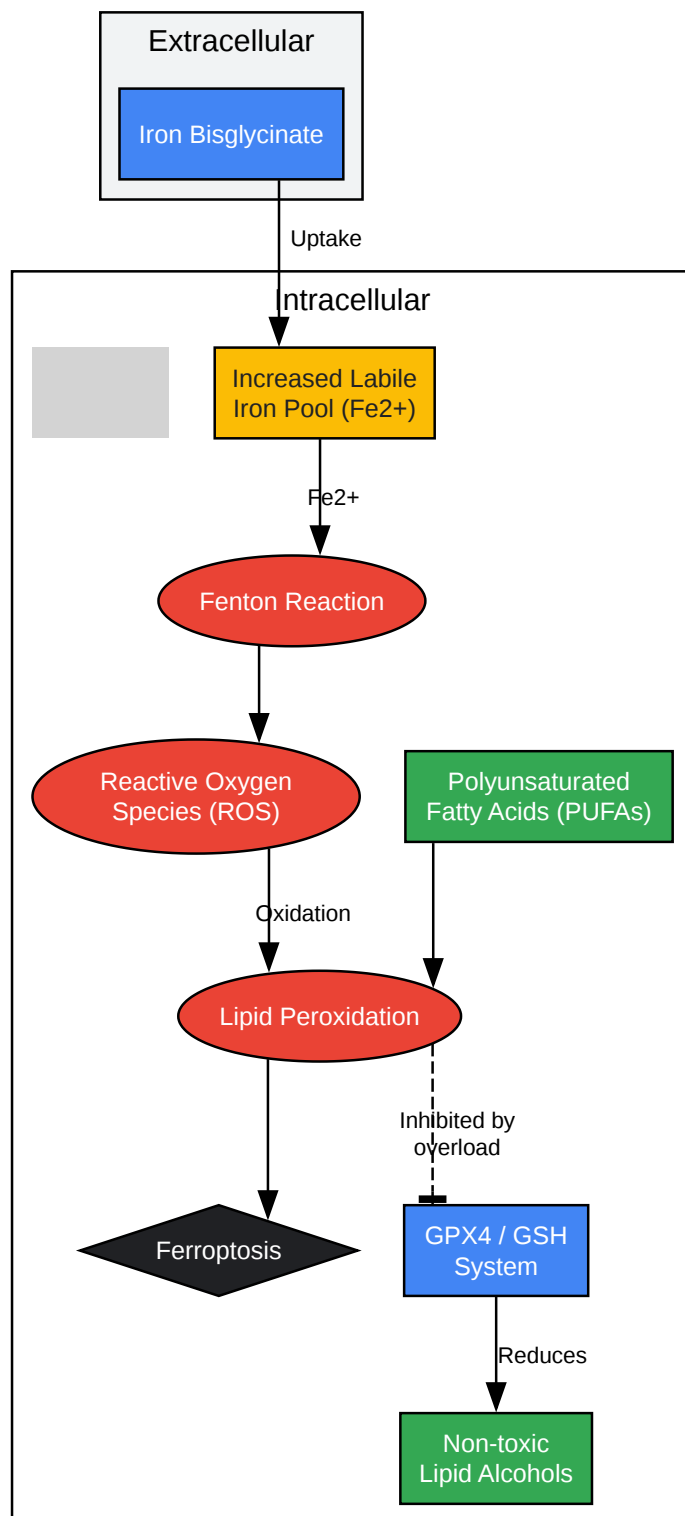 Extracellular
Iron Bisglycinate
Uptake
Intracellular
Increased Labile
Iron Pool (Fe2+)
Fe2+
Fenton Reaction
Reactive Oxygen
Species (ROS)
Polyunsaturated
Fatty Acids (PUFAs)
Oxidation
Lipid Peroxidation
Inhibited by
overload
Ferroptosis
GPX4 / GSH
System
Reduces
Non-toxic
Lipid Alcohols